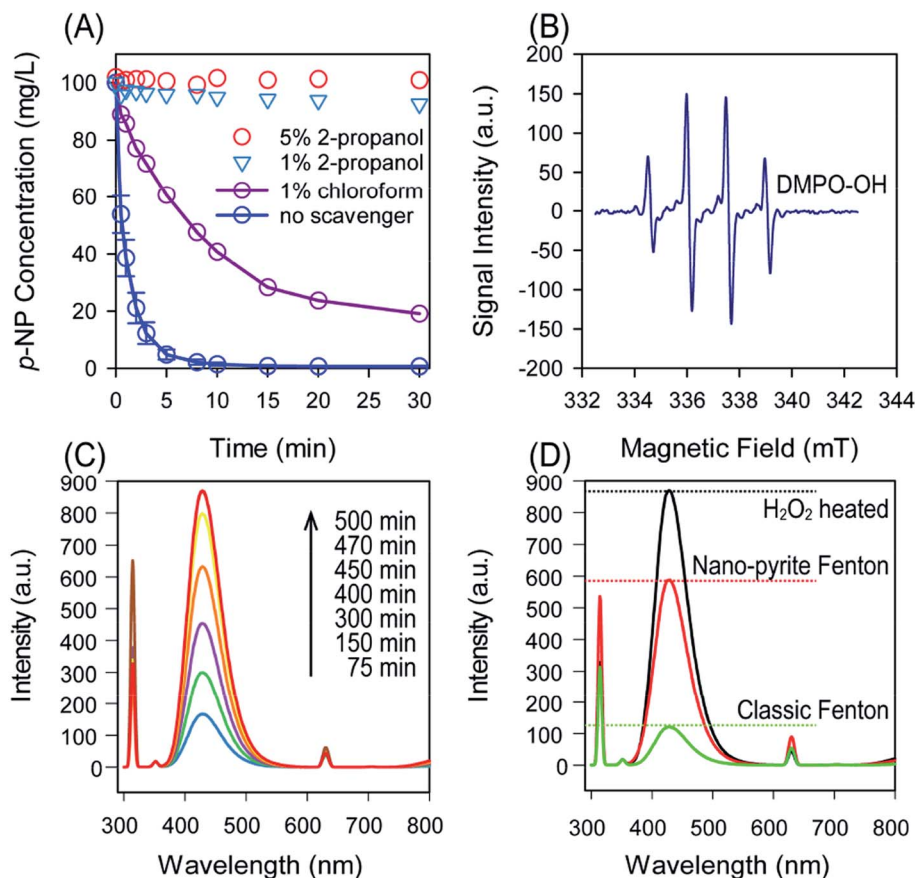 (A)
p-NP Concentration (mg/L)
120
100
80
60
40
20
0
5% 2-propanol
1% 2-propanol
1% chloroform
no scavenger
0 5 10 15 20 25 30
Time (min)
(B)
Signal Intensity (a.u.)
200
150
100
50
0
-50
-100
-150
-200
DMPO-OH
332 334 336 338 340 342 344
Magnetic Field (mT)
(C)
Intensity (a.u.)
900
800
700
600
500
400
300
200
100
0
500 min
470 min
450 min
400 min
300 min
150 min
75 min
300 400 500 600 700 800
Wavelength (nm)
(D)
Intensity (a.u.)
900
800
700
600
500
400
300
200
100
0
H₂O₂ heated
Nano-pyrite Fenton
Classic Fenton
300 400 500 600 700 800
Wavelength (nm)